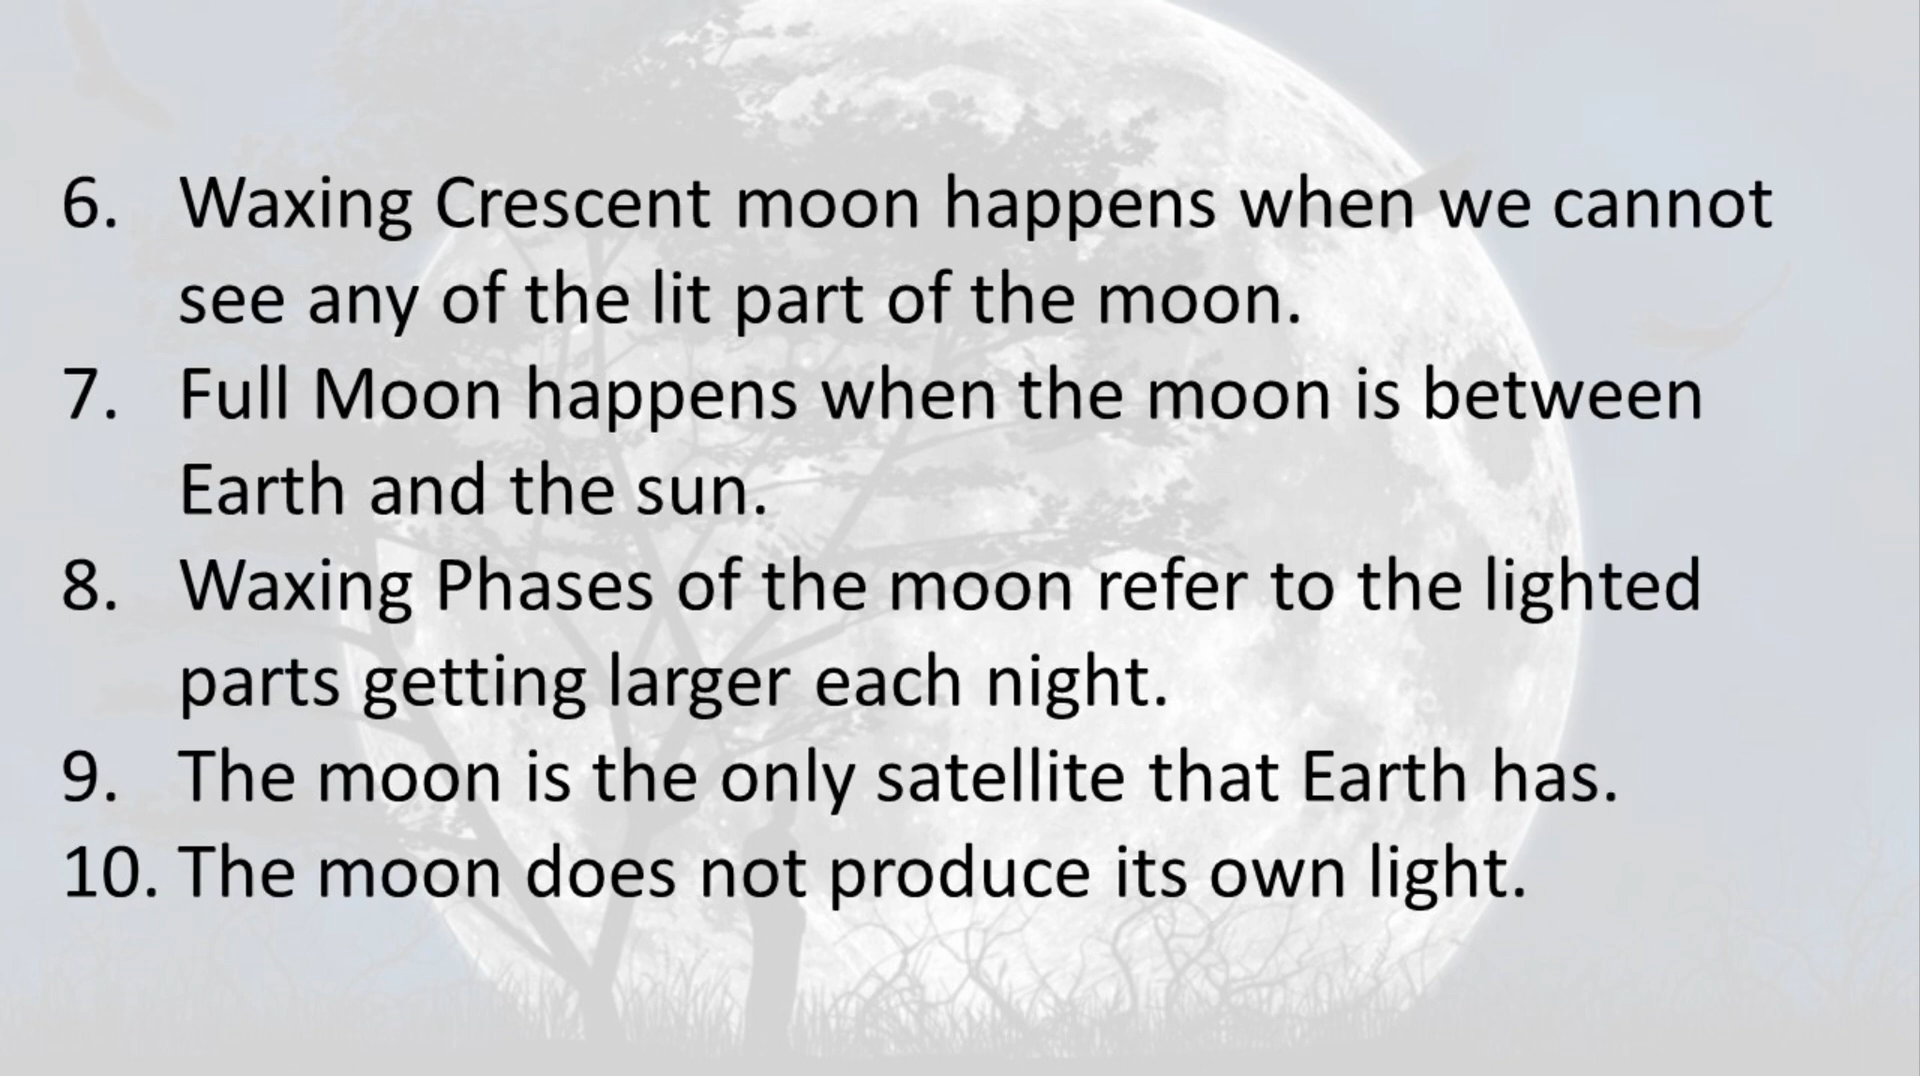 6. Waxing Crescent moon happens when we cannot
see any of the lit part of the moon.
7. Full Moon happens when the moon is between
Earth and the sun.
8. Waxing Phases of the moon refer to the lighted
parts getting larger each night.
9. The moon is the only satellite that Earth has.
10. The moon does not produce its own light.